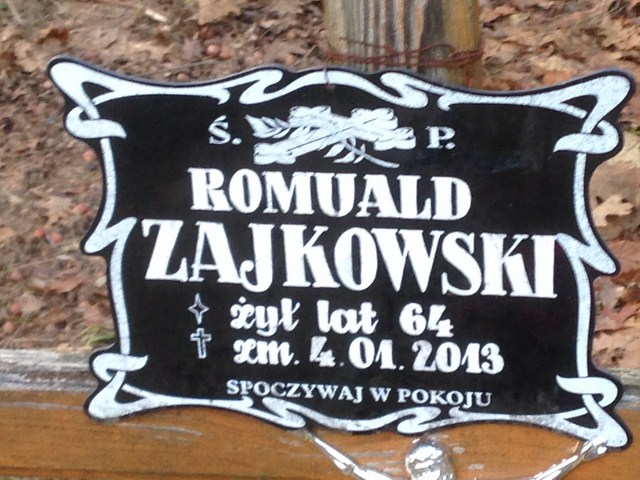 Ś. P.
ROMUALD
ZAJKOWSKI
żył lat 64
zm. 4.01.2013
SPOCZYWAJ W POKOJU